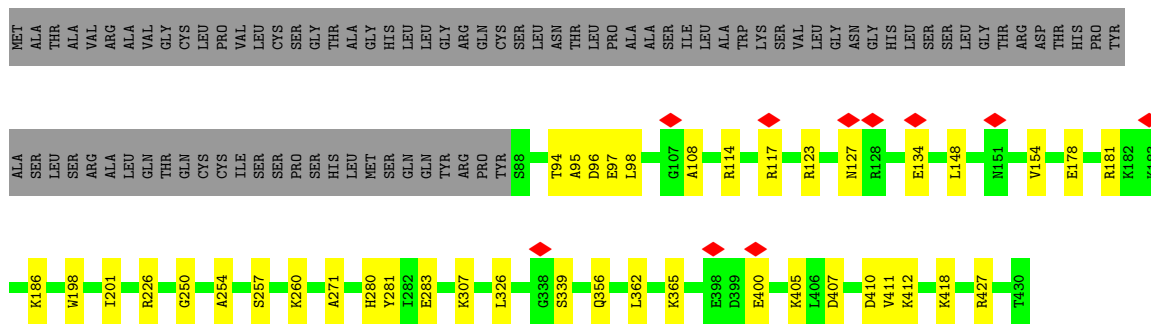 MET ALA THR ALA VAL ARG ALA VAL GLY CYS LEU PRO VAL LEU CYS SER GLY THR ALA GLY HIS LEU LEU GLY ARG GLN CYS SER LEU ASN THR LEU PRO ALA ALA SER ILE LEU ALA TRP LYS SER VAL LEU GLY ASN GLY HIS LEU SER SER LEU GLY THR ARG ASP THR HIS PRO TYR
ALA SER LEU SER ARG ALA LEU GLN THR GLN CYS CYS ILE SER SER PRO SER HIS LEU MET SER GLN GLN TYR ARG PRO TYR S88 T94 A95 D96 E97 L98 G107 A108 R114 R117 R123 N127 R128 E134 L148 N151 V154 E178 R181 K182
K186 W198 I201 R226 G250 A254 S257 K260 A271 H280 Y281 I282 E283 K307 L326 G338 S339 Q356 L362 K365 E398 D399 E400 K405 L406 D407 D410 V411 K412 K418 R427 T430